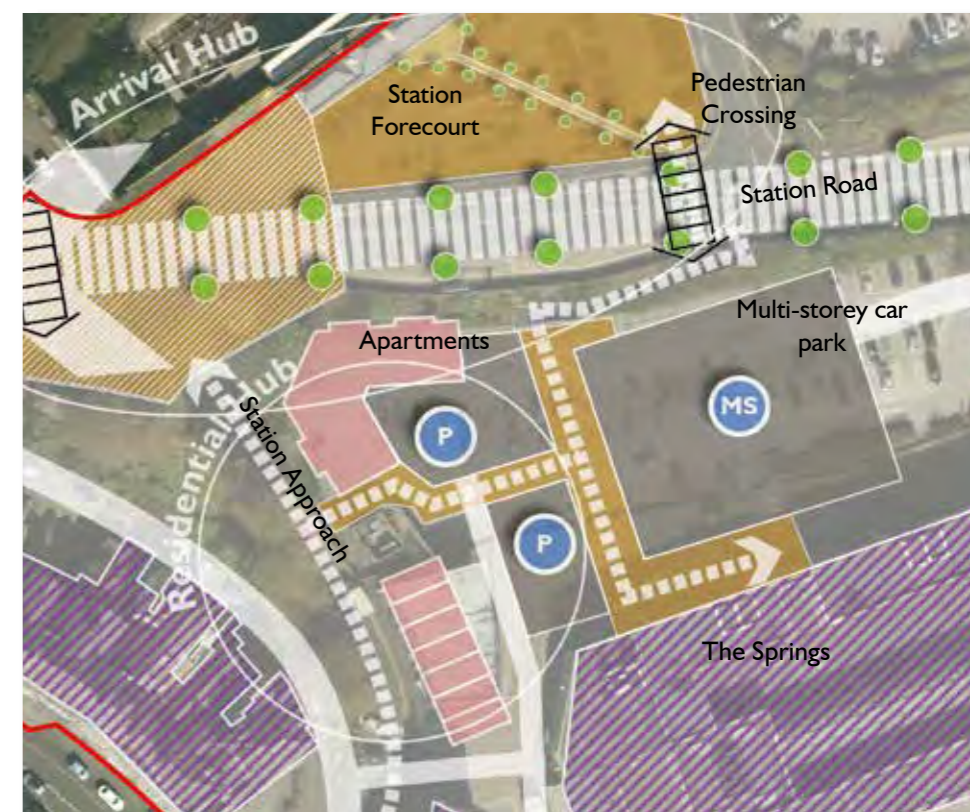 Arrival Hub
Station
Forecourt
Pedestrian
Crossing
Station Road
Multi-storey car
park
Apartments
MS
P
Residential Hub
Station Approach
P
The Springs